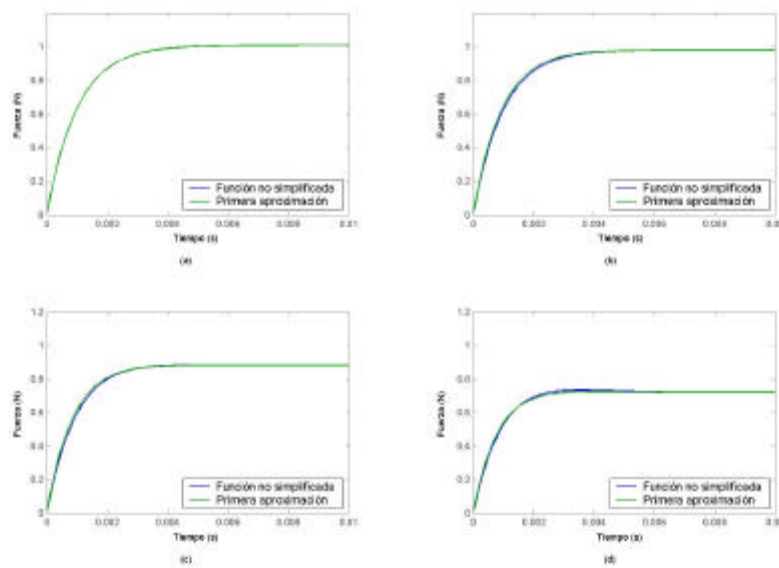 1
0.8
0.6
0.4
0.2
0
Fuerza (N)
Función no simplificada
Primera aproximación
0 0.002 0.004 0.006 0.008 0.01
Tiempo (s)
(a)
1
0.8
0.6
0.4
0.2
0
Fuerza (N)
Función no simplificada
Primera aproximación
0 0.002 0.004 0.006 0.008
Tiempo (s)
(b)
1.2
1
0.8
0.6
0.4
0.2
0
Fuerza (N)
Función no simplificada
Primera aproximación
0 0.002 0.004 0.006 0.008 0.01
Tiempo (s)
(c)
1.2
1
0.8
0.6
0.4
0.2
0
Fuerza (N)
Función no simplificada
Primera aproximación
0 0.002 0.004 0.006 0.008
Tiempo (s)
(d)